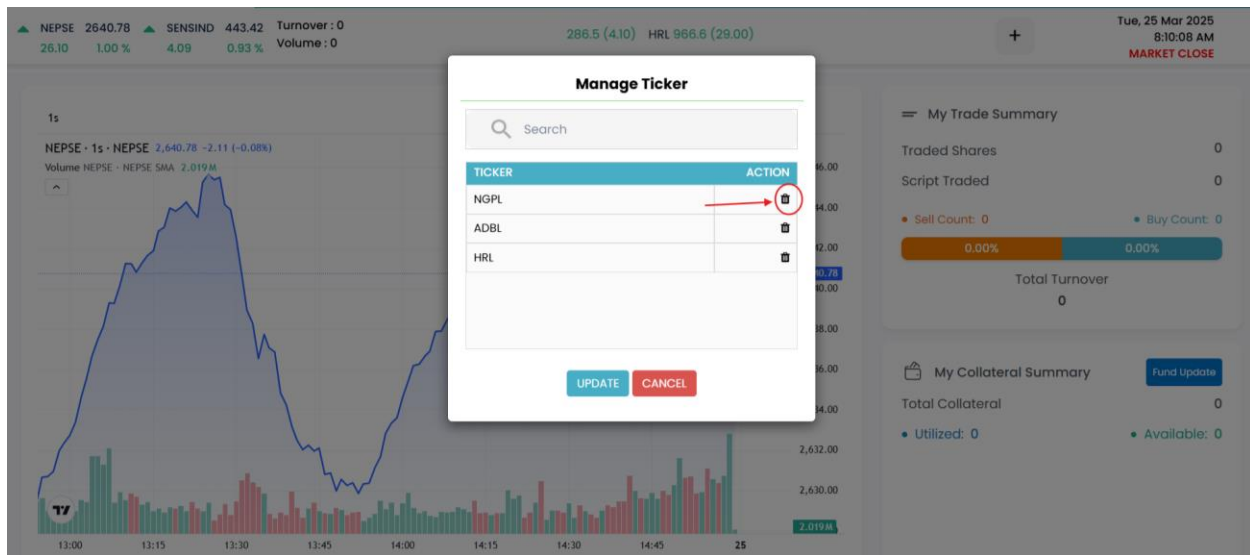 NEPSE 2640.78 SENSIND 443.42 Turnover : 0
26.10 1.00 % 4.09 0.93 % Volume : 0
286.5 (4.10) HRL 966.6 (29.00)
+
Tue, 25 Mar 2025
8:10:08 AM
MARKET CLOSE
1s
NEPSE · 1s · NEPSE 2,640.78 -2.11 (-0.08%)
Volume NEPSE · NEPSE SMA 2.019M
Manage Ticker
Search
TICKER ACTION
NGPL
ADBL
HRL
UPDATE CANCEL
46.00
44.00
42.00
40.78
40.00
38.00
36.00
34.00
2,632.00
2,630.00
2.019M
13:00 13:15 13:30 13:45 14:00 14:15 14:30 14:45 25
My Trade Summary
Traded Shares 0
Script Traded 0
Sell Count: 0 Buy Count: 0
0.00% 0.00%
Total Turnover
0
My Collateral Summary Fund Update
Total Collateral 0
Utilized: 0 Available: 0